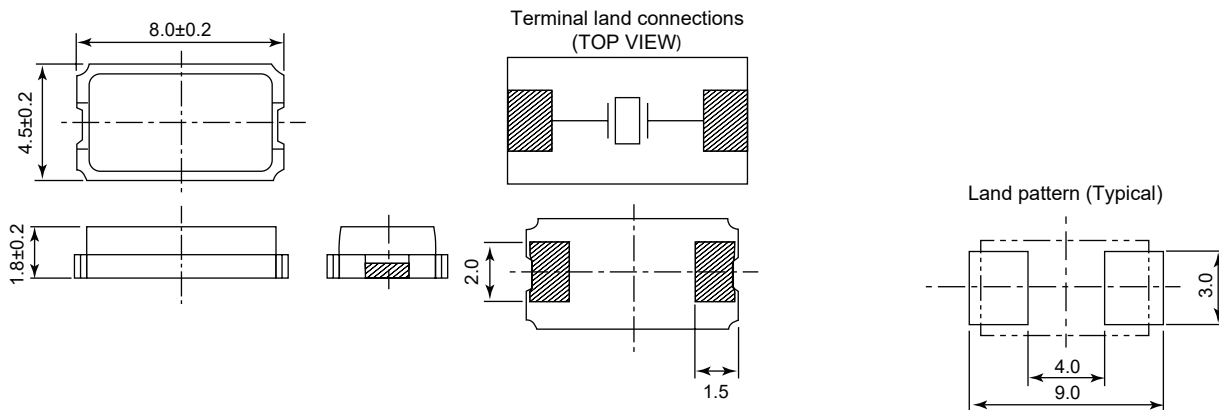 8.0±0.2
4.5±0.2
1.8±0.2
Terminal land connections
(TOP VIEW)
2.0
1.5
Land pattern (Typical)
3.0
4.0
9.0